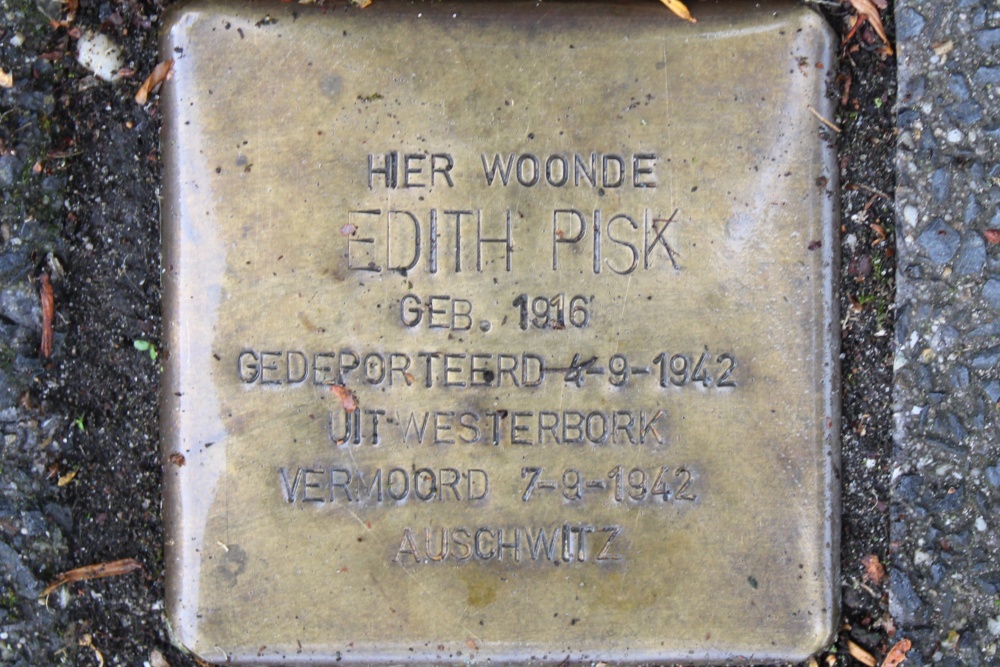 HIER WOONDE
EDITH PISK
GEB. 1916
GEDEPORTEERD 4-9-1942
UIT WESTERBORK
VERMOORD 7-9-1942
AUSCHWITZ